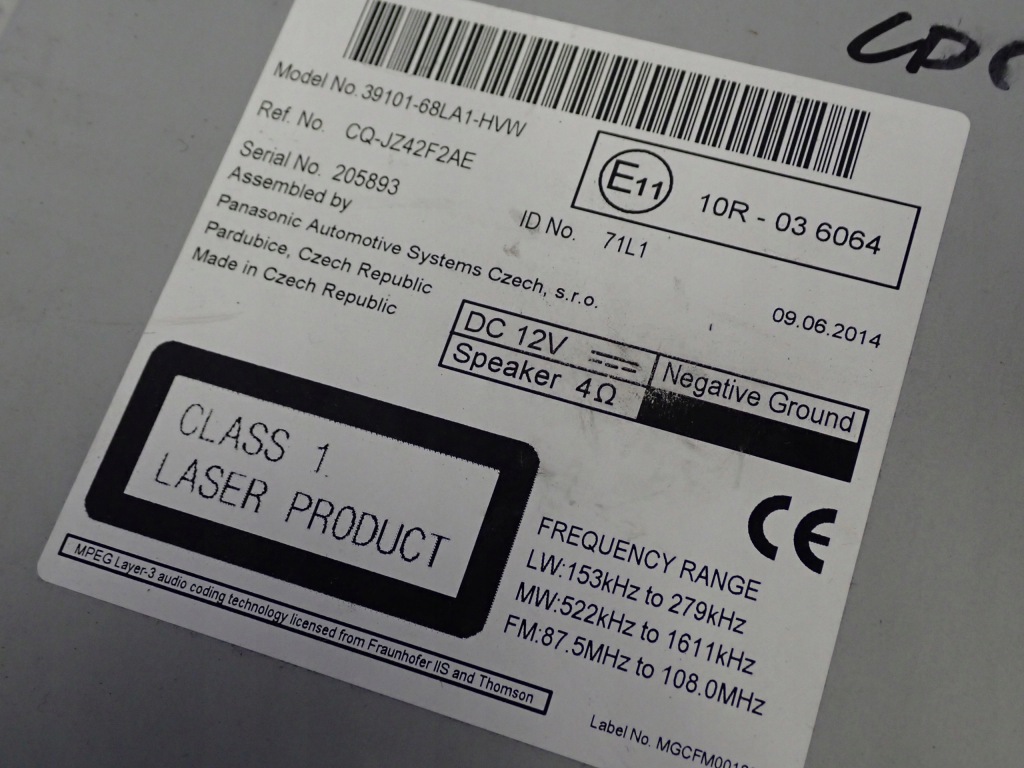 CDC
Model No. 39101-68LA1-HVW
Ref. No. CQ-JZ42F2AE
Serial No. 205893
E11 10R - 03 6064
ID No. 71L1
Assembled by
Panasonic Automotive Systems Czech, s.r.o.
Pardubice, Czech Republic
Made in Czech Republic
09.06.2014
DC 12V Negative Ground
Speaker 4Ω
CLASS 1
LASER PRODUCT
CE
FREQUENCY RANGE
LW:153kHz to 279kHz
MW:522kHz to 1611kHz
FM:87.5MHz to 108.0MHz
MPEG Layer-3 audio coding technology licensed from Fraunhofer IIS and Thomson
Label No.